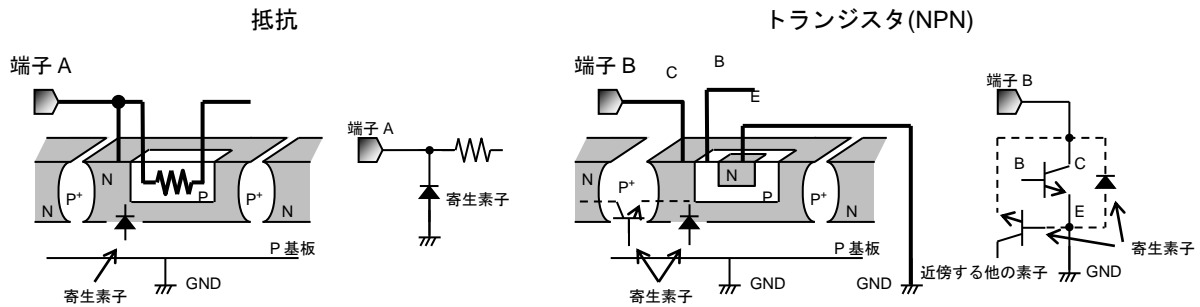 抵抗
トランジスタ(NPN)
端子 A
N
P+
N
P
P+
N
P 基板
寄生素子
GND
端子 A
寄生素子
端子 B
C
B
E
N
P+
N
P
P+
N
P 基板
寄生素子
GND
GND
端子 B
B
C
E
寄生素子
近傍する他の素子
GND